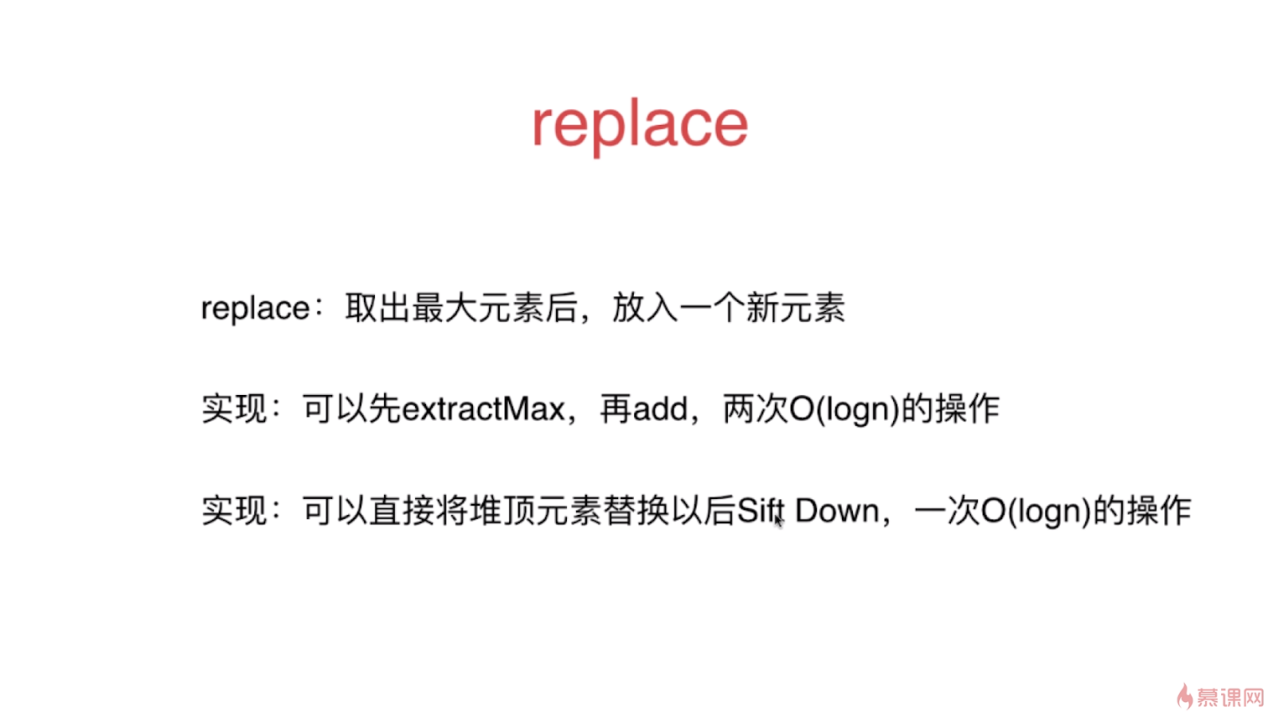 replace
replace：取出最大元素后，放入一个新元素
实现：可以先extractMax，再add，两次O(logn)的操作
实现：可以直接将堆顶元素替换以后Sift Down，一次O(logn)的操作
慕课网